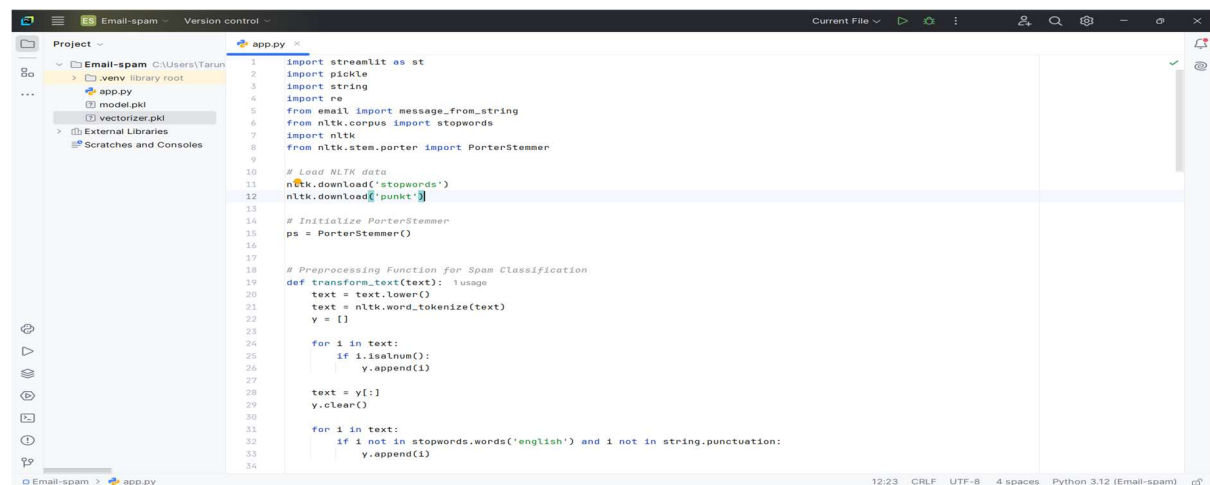 ES Email-spam Version control Current File
Project
app.py
Email-spam C:\Users\Tarun
.venv library root
app.py
model.pkl
vectorizer.pkl
External Libraries
Scratches and Consoles
1 import streamlit as st
2 import pickle
3 import string
4 import re
5 from email import message_from_string
6 from nltk.corpus import stopwords
7 import nltk
8 from nltk.stem.porter import PorterStemmer
9
10 # Load NLTK data
11 nltk.download('stopwords')
12 nltk.download('punkt')
13
14 # Initialize PorterStemmer
15 ps = PorterStemmer()
16
17
18 # Preprocessing Function for Spam Classification
19 def transform_text(text): 1 usage
20 text = text.lower()
21 text = nltk.word_tokenize(text)
22 y = []
23
24 for i in text:
25 if i.isalnum():
26 y.append(i)
27
28 text = y[:]
29 y.clear()
30
31 for i in text:
32 if i not in stopwords.words('english') and i not in string.punctuation:
33 y.append(i)
34
Email-spam > app.py 12:23 CRLF UTF-8 4 spaces Python 3.12 (Email-spam)